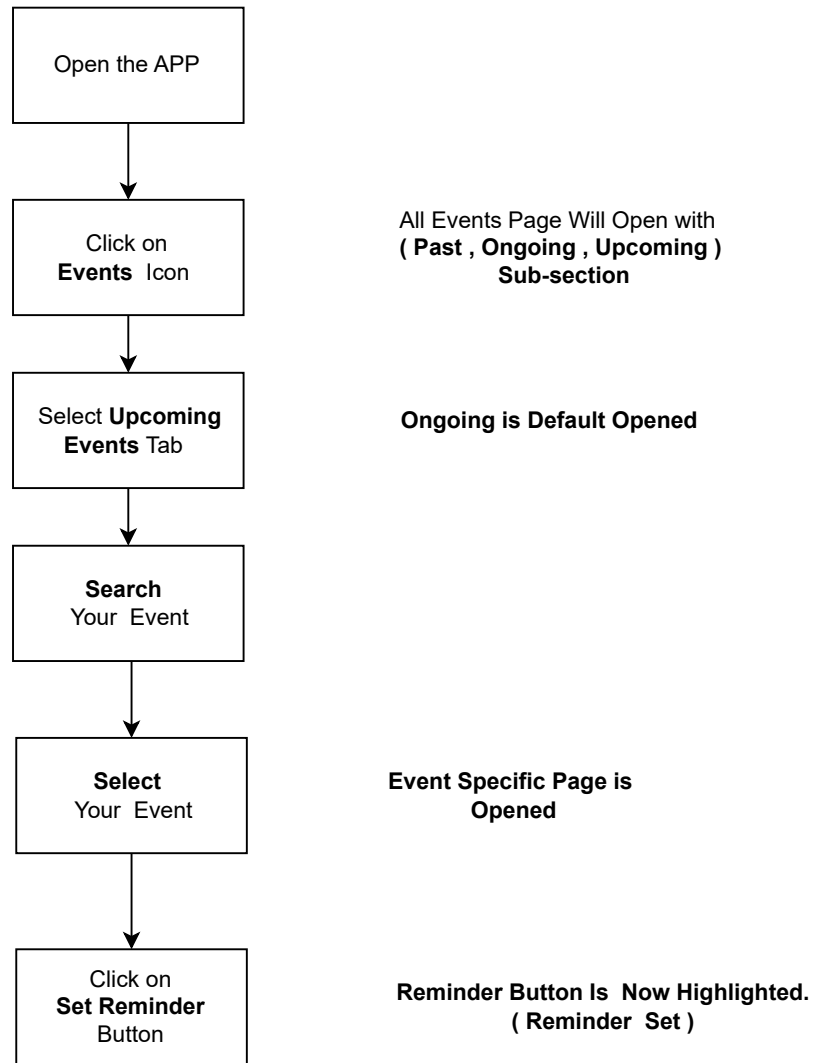 Open the APP
Click on
Events Icon
All Events Page Will Open with
( Past , Ongoing , Upcoming )
Sub-section
Select Upcoming
Events Tab
Ongoing is Default Opened
Search
Your Event
Select
Your Event
Event Specific Page is
Opened
Click on
Set Reminder
Button
Reminder Button Is Now Highlighted.
( Reminder Set )